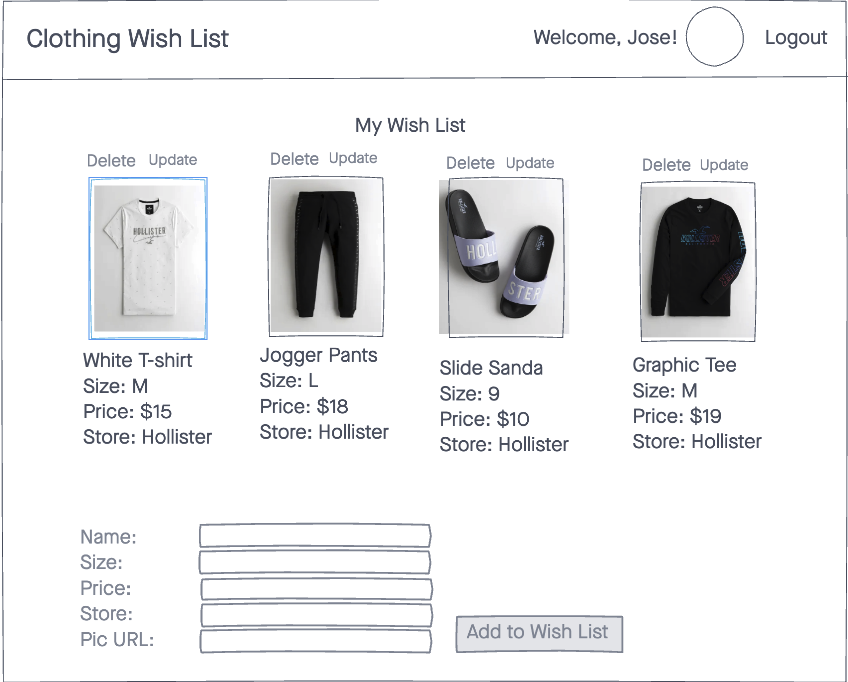 Clothing Wish List
Welcome, Jose!
Logout
My Wish List
Delete Update
Delete Update
Delete Update
Delete Update
HOLLISTER
HOLL
STER
White T-shirt
Size: M
Price: $15
Store: Hollister
Jogger Pants
Size: L
Price: $18
Store: Hollister
Slide Sanda
Size: 9
Price: $10
Store: Hollister
Graphic Tee
Size: M
Price: $19
Store: Hollister
Name:
Size:
Price:
Store:
Pic URL:
Add to Wish List